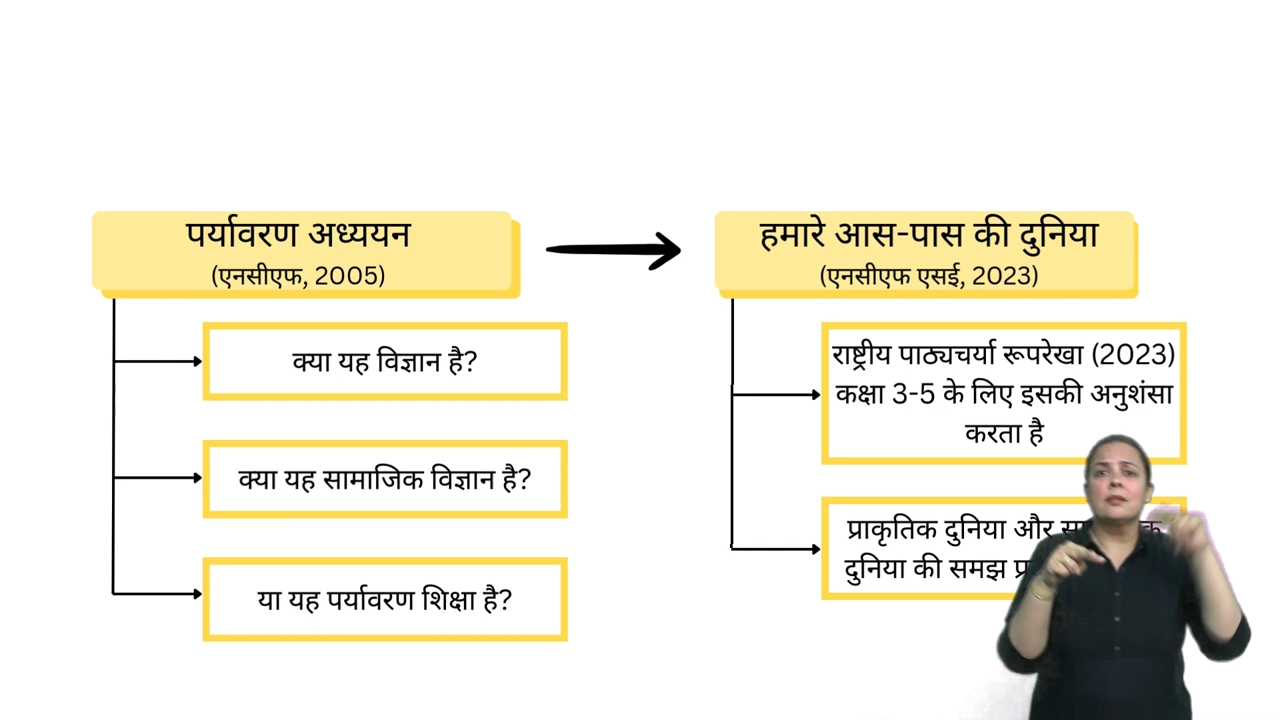 पर्यावरण अध्ययन
(एनसीएफ, 2005)
क्या यह विज्ञान है?
क्या यह सामाजिक विज्ञान है?
या यह पर्यावरण शिक्षा है?
हमारे आस-पास की दुनिया
(एनसीएफ एसई, 2023)
राष्ट्रीय पाठ्यचर्या रूपरेखा (2023)
कक्षा 3-5 के लिए इसकी अनुशंसा
करता है
प्राकृतिक दुनिया और
दुनिया की समझ